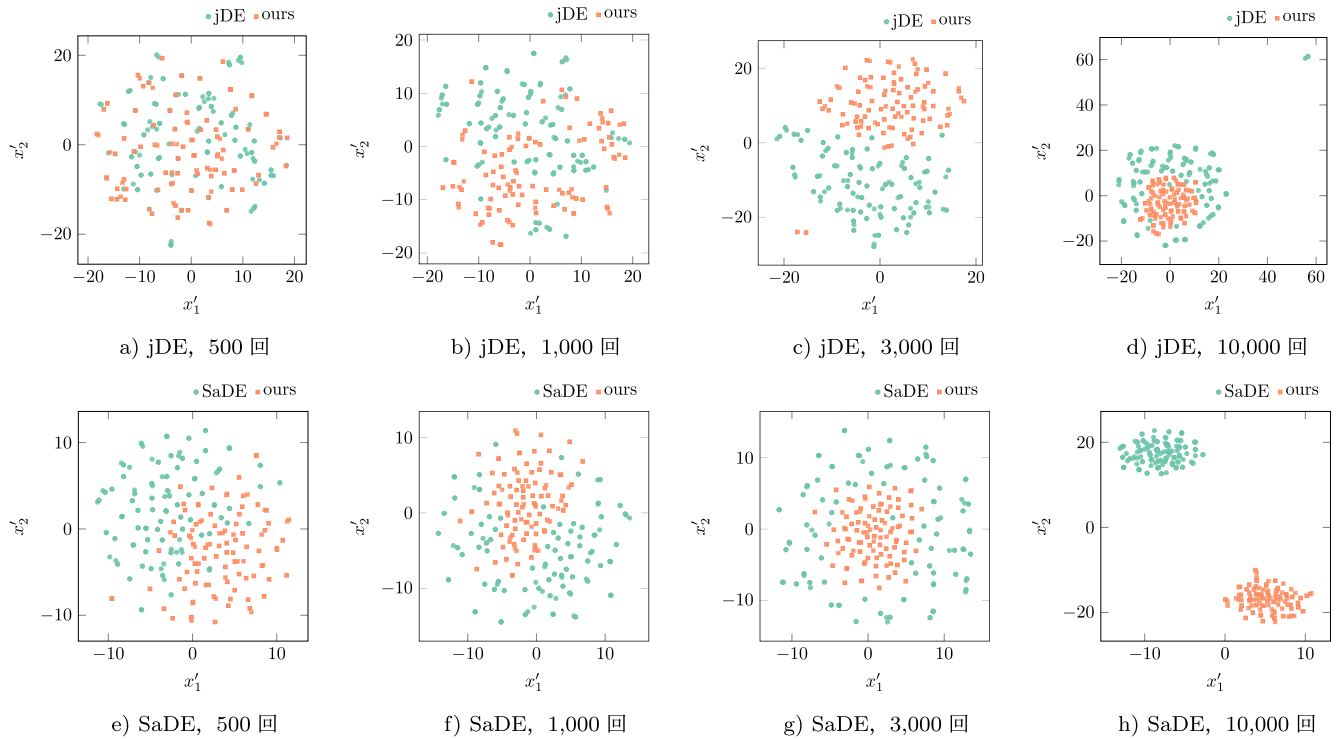 jDE ours
20
0
−20
−20 −10 0 10 20
x′2
x′1
a) jDE, 500 回
jDE ours
20
10
0
−10
−20
−20 −10 0 10 20
x′2
x′1
b) jDE, 1,000 回
jDE ours
20
0
−20
−20 0 20
x′2
x′1
c) jDE, 3,000 回
jDE ours
60
40
20
0
−20
−20 0 20 40 60
x′2
x′1
d) jDE, 10,000 回
SaDE ours
10
0
−10
−10 0 10
x′2
x′1
e) SaDE, 500 回
SaDE ours
10
0
−10
−10 0 10
x′2
x′1
f) SaDE, 1,000 回
SaDE ours
10
0
−10
−10 0 10
x′2
x′1
g) SaDE, 3,000 回
SaDE ours
20
0
−20
−10 0 10
x′2
x′1
h) SaDE, 10,000 回